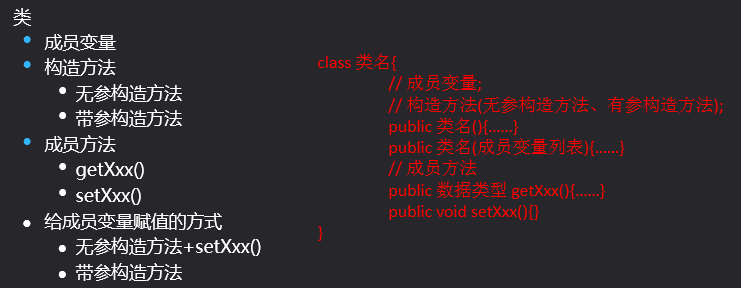 类
成员变量
构造方法
无参构造方法
带参构造方法
成员方法
getXxx()
setXxx()
给成员变量赋值的方式
无参构造方法+setXxx()
带参构造方法
class 类名{
// 成员变量;
// 构造方法(无参构造方法、有参构造方法);
public 类名(){......}
public 类名(成员变量列表){......}
// 成员方法
public 数据类型 getXxx(){......}
public void setXxx(){}
}